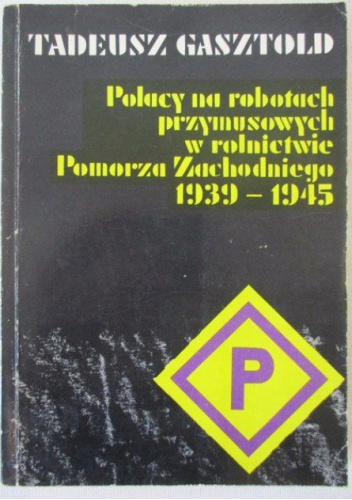 TADEUSZ GASZTOLD
Polacy na robotach
przymusowych
w rolnictwie
Pomorza Zachodniego
1939 – 1945
P